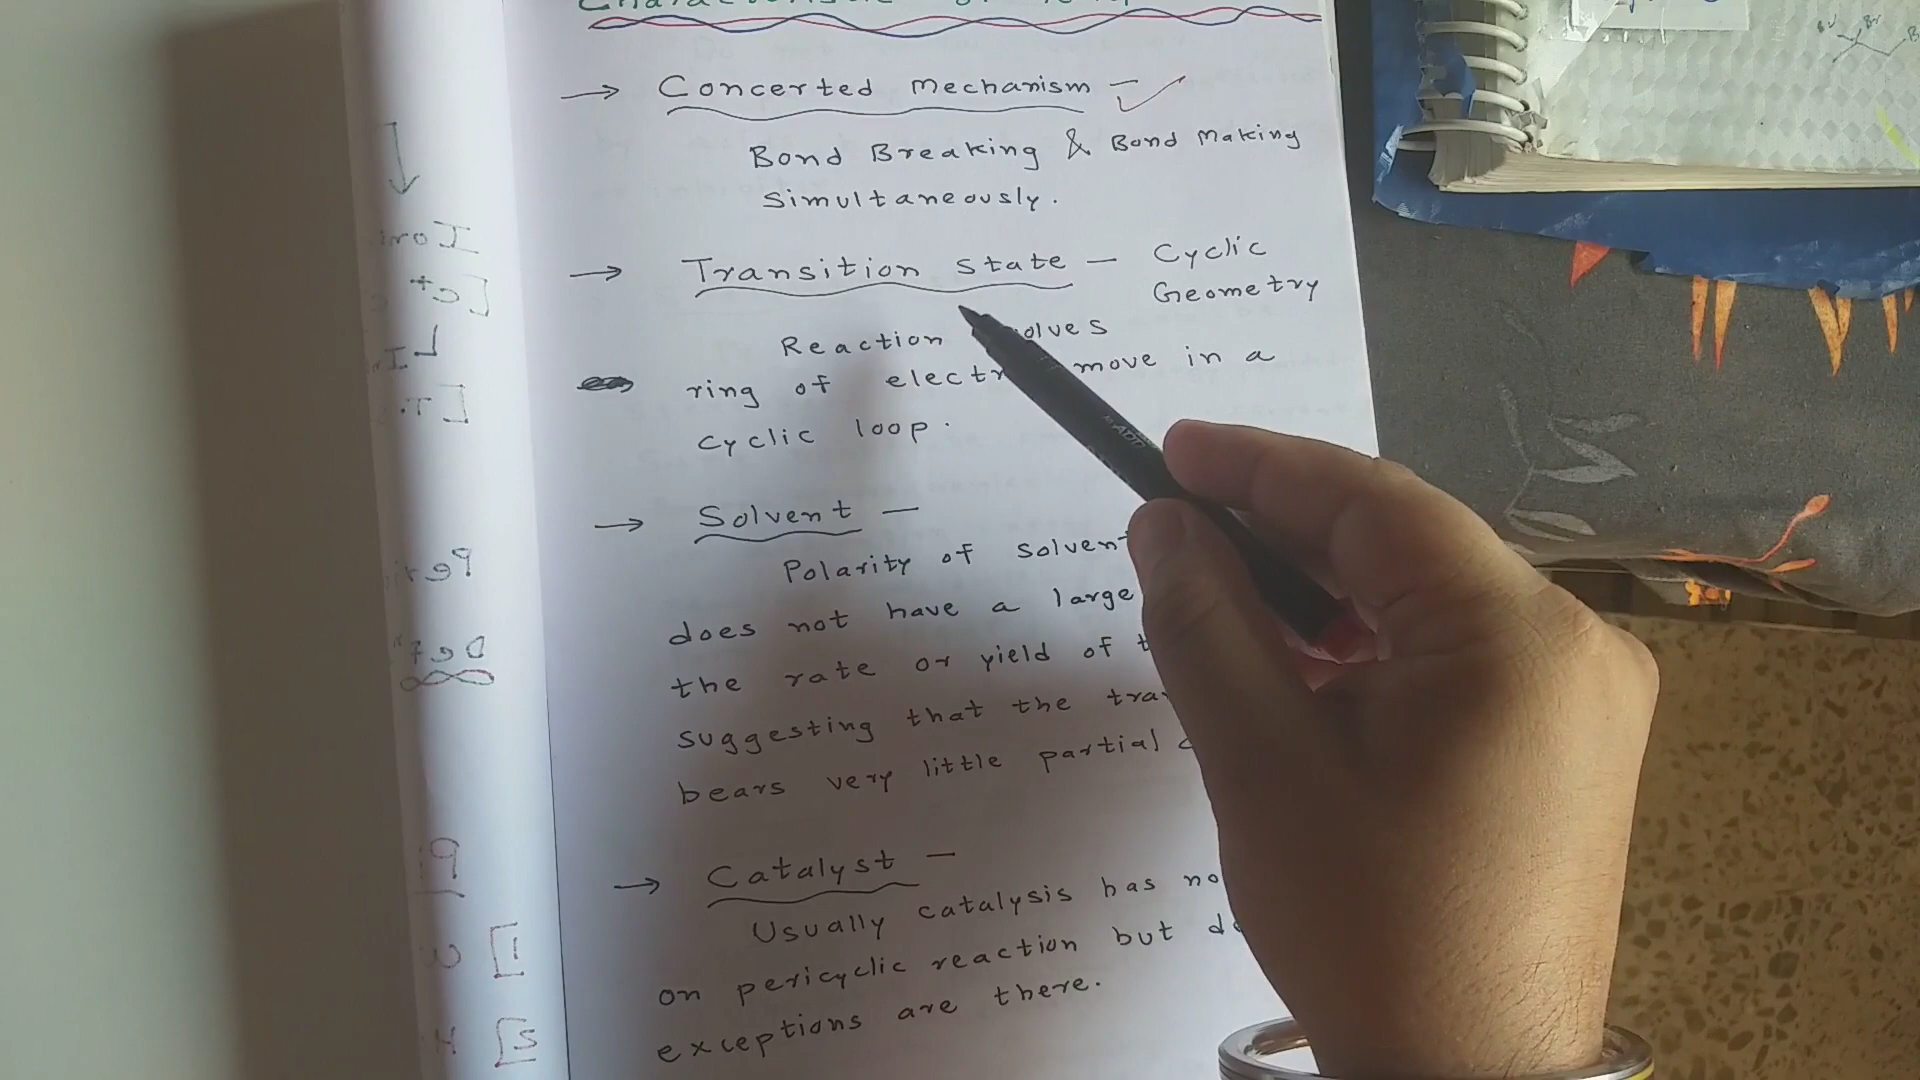 → Concerted Mechanism - ✓
Bond Breaking & Bond Making
Simultaneously.
→ Transition state - Cyclic
Geometry
Reaction
ring of move in a
cyclic loop.
→ Solvent -
Polarity of solvent
does not have a large
the rate or yield of
suggesting that the
bears very little partial
→ Catalyst -
Usually catalysis has
on pericyclic reaction but
exceptions are there.